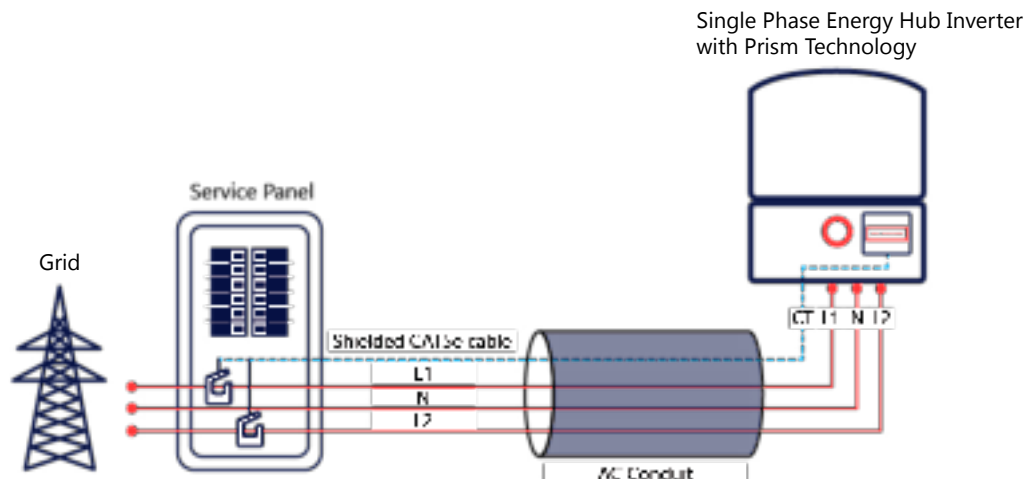 Single Phase Energy Hub Inverter
with Prism Technology
Service Panel
Grid
CT L1 N L2
Shielded CAT5e cable
L1
N
L2
AC Conduit